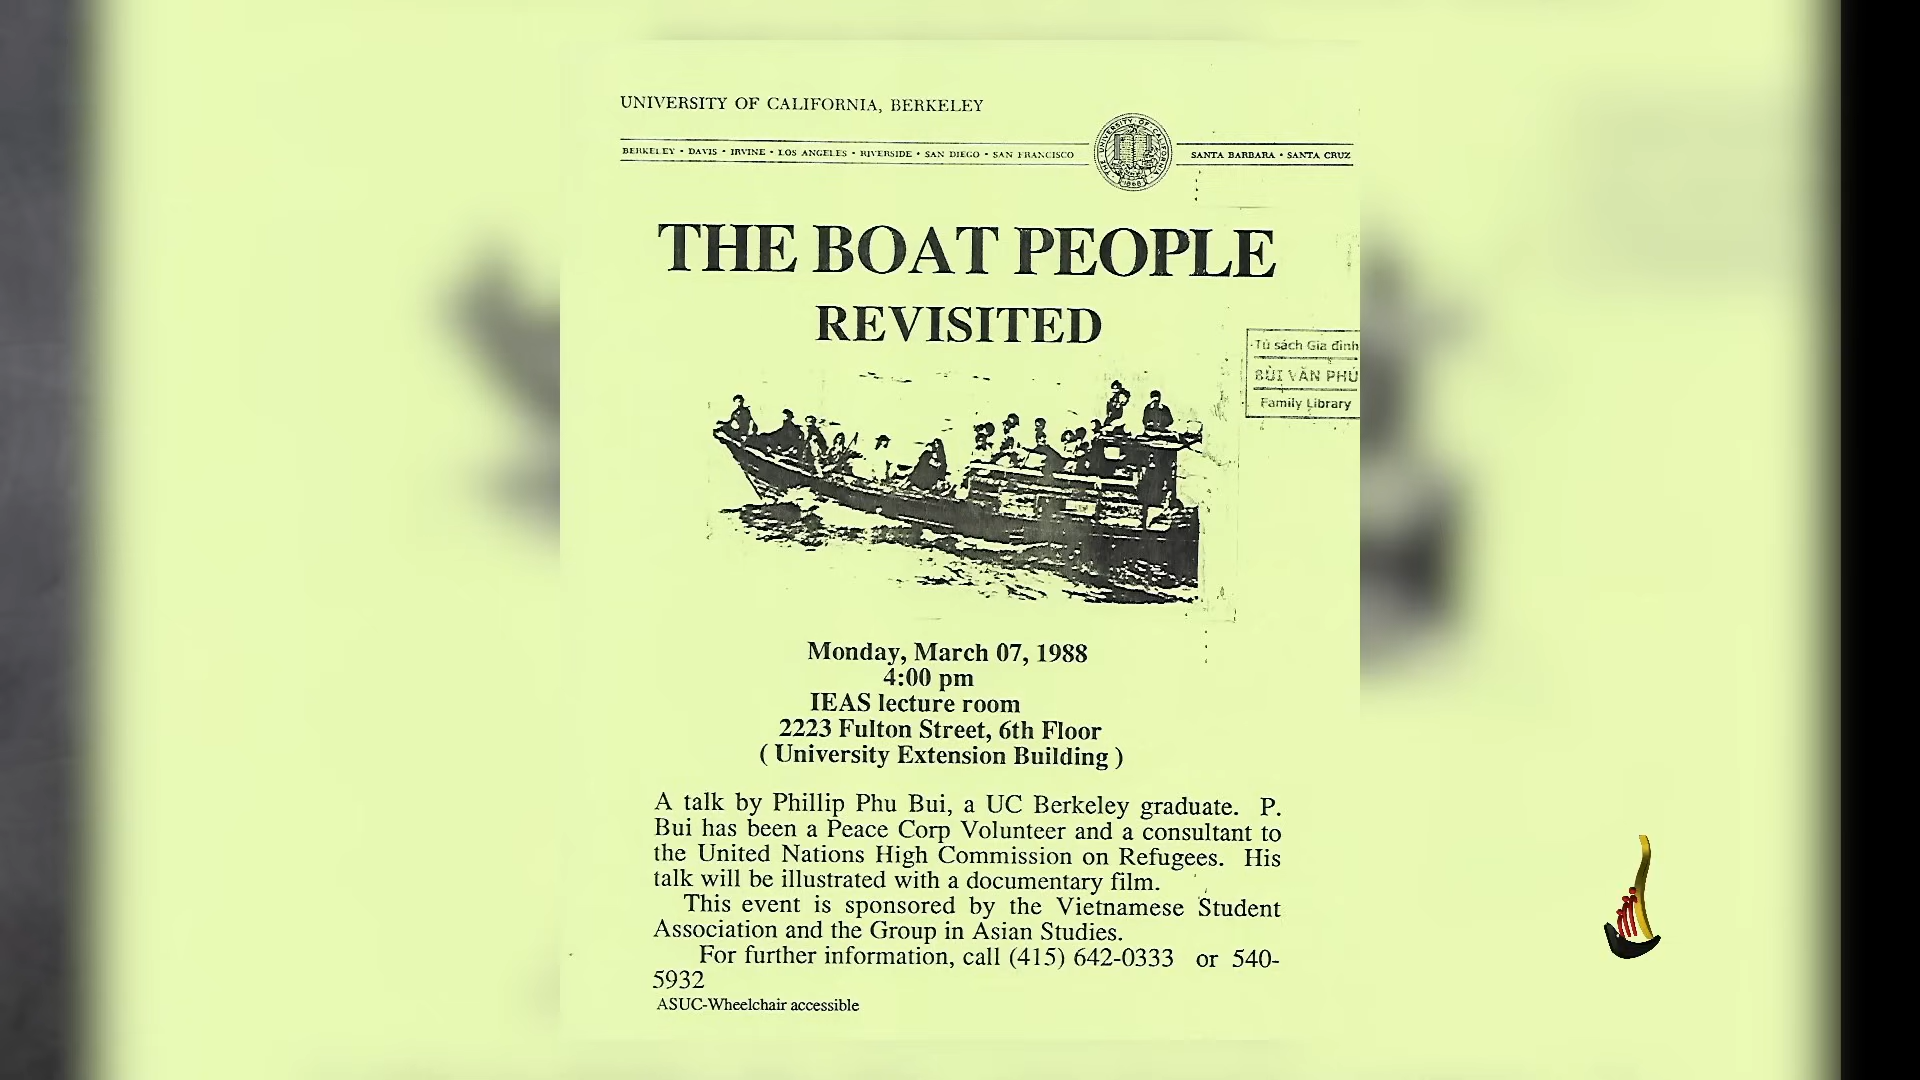 UNIVERSITY OF CALIFORNIA, BERKELEY
BERKELEY • DAVIS • IRVINE • LOS ANGELES • RIVERSIDE • SAN DIEGO • SAN FRANCISCO
SANTA BARBARA • SANTA CRUZ
THE UNIVERSITY OF CALIFORNIA
1868
THE BOAT PEOPLE
REVISITED
Tủ sách Gia đình
BÙI VĂN PHÚ
Family Library
Monday, March 07, 1988
4:00 pm
IEAS lecture room
2223 Fulton Street, 6th Floor
( University Extension Building )
A talk by Phillip Phu Bui, a UC Berkeley graduate. P.
Bui has been a Peace Corp Volunteer and a consultant to
the United Nations High Commission on Refugees. His
talk will be illustrated with a documentary film.
This event is sponsored by the Vietnamese Student
Association and the Group in Asian Studies.
For further information, call (415) 642-0333 or 540-
5932
ASUC-Wheelchair accessible